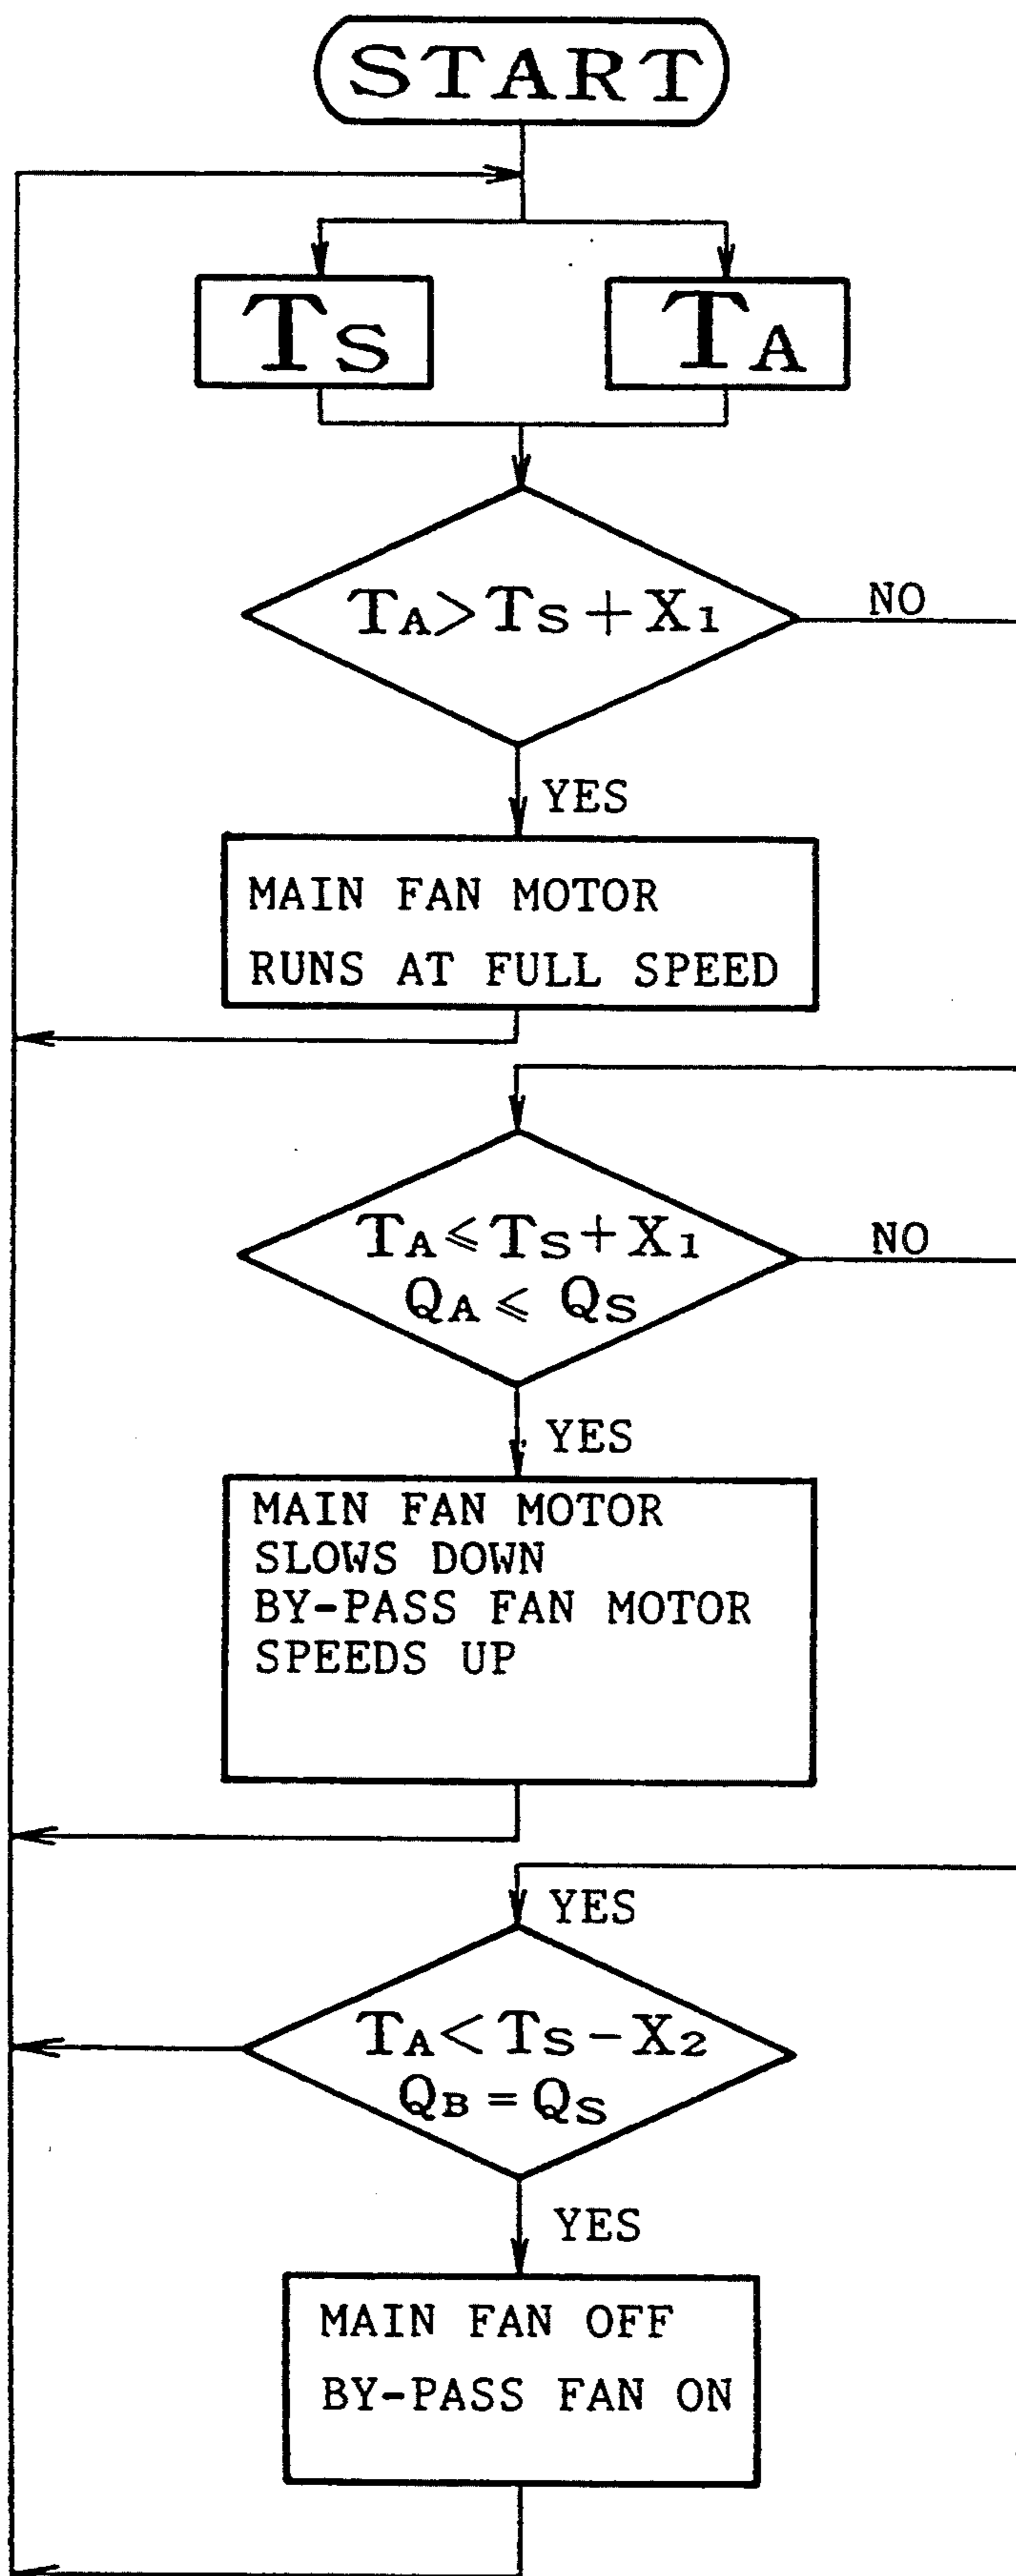 START
Ts
TA
TA>Ts+X1
NO
YES
MAIN FAN MOTOR
RUNS AT FULL SPEED
TA≤Ts+X1
QA≤ Qs
NO
YES
MAIN FAN MOTOR
SLOWS DOWN
BY-PASS FAN MOTOR
SPEEDS UP
YES
TA<Ts-X2
QB=Qs
YES
MAIN FAN OFF
BY-PASS FAN ON